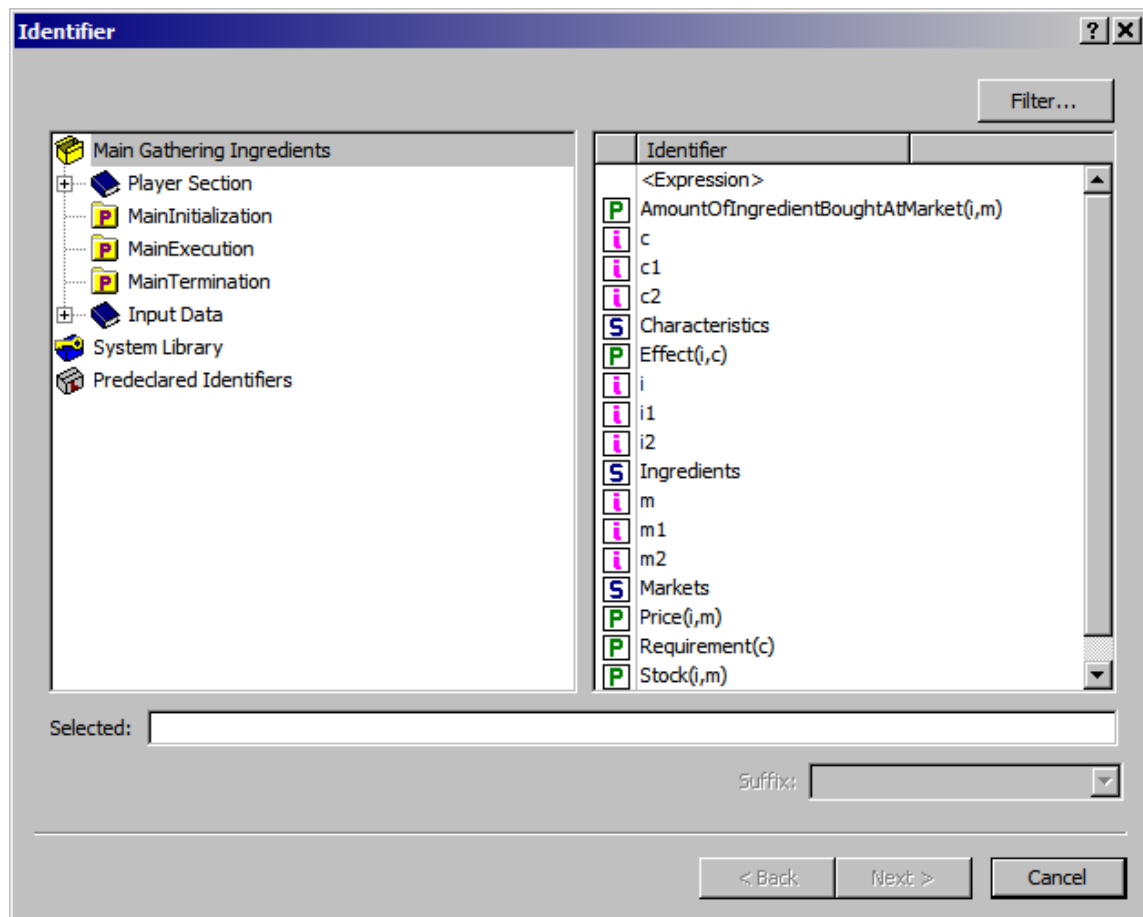 Identifier
Filter...
Main Gathering Ingredients
Player Section
MainInitialization
MainExecution
MainTermination
Input Data
System Library
Predeclared Identifiers
Identifier
<Expression>
P AmountOfIngredientBoughtAtMarket(i,m)
i c
i c1
i c2
S Characteristics
P Effect(i,c)
i i
i i1
i i2
S Ingredients
i m
i m1
i m2
S Markets
P Price(i,m)
P Requirement(c)
P Stock(i,m)
Selected:
Suffix:
< Back
Next >
Cancel